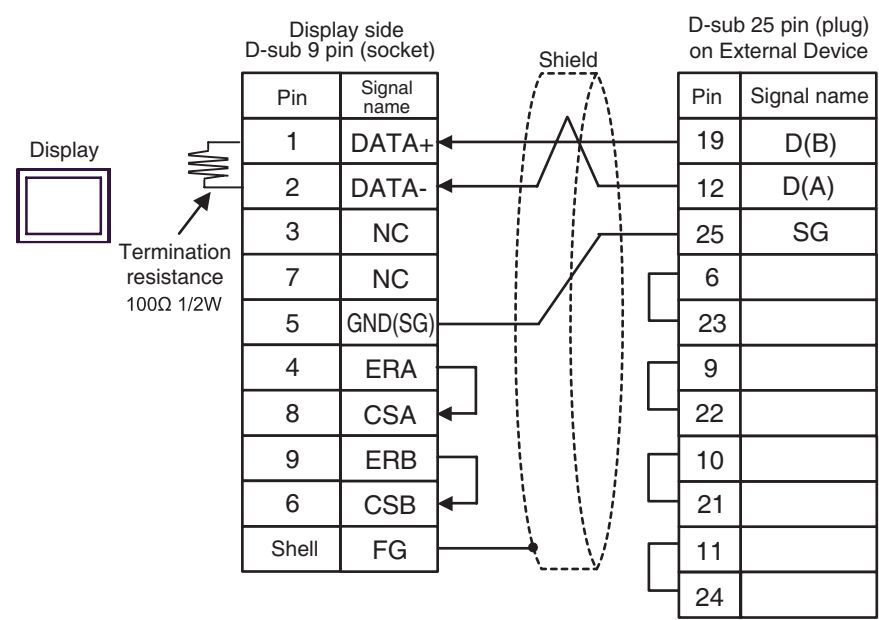 Display side
D-sub 9 pin (socket)
Shield
D-sub 25 pin (plug)
on External Device
Pin Signal name
1 DATA+
2 DATA-
3 NC
7 NC
5 GND(SG)
4 ERA
8 CSA
9 ERB
6 CSB
Shell FG
Display
Termination
resistance
100Ω 1/2W
Pin Signal name
19 D(B)
12 D(A)
25 SG
6
23
9
22
10
21
11
24